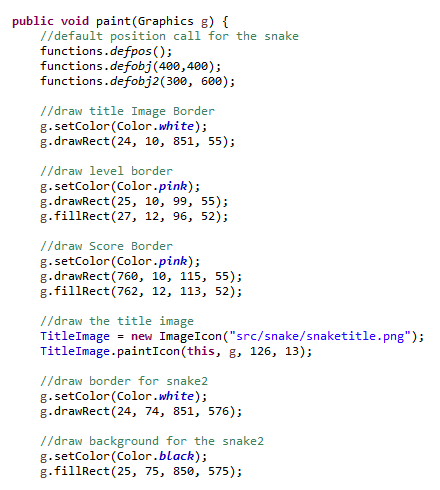 public void paint(Graphics g) {
//default position call for the snake
functions.defpos();
functions.defobj(400,400);
functions.defobj2(300, 600);
//draw title Image Border
g.setColor(Color.white);
g.drawRect(24, 10, 851, 55);
//draw level border
g.setColor(Color.pink);
g.drawRect(25, 10, 99, 55);
g.fillRect(27, 12, 96, 52);
//draw Score Border
g.setColor(Color.pink);
g.drawRect(760, 10, 115, 55);
g.fillRect(762, 12, 113, 52);
//draw the title image
TitleImage = new ImageIcon("src/snake/snaketitle.png");
TitleImage.paintIcon(this, g, 126, 13);
//draw border for snake2
g.setColor(Color.white);
g.drawRect(24, 74, 851, 576);
//draw background for the snake2
g.setColor(Color.black);
g.fillRect(25, 75, 850, 575);